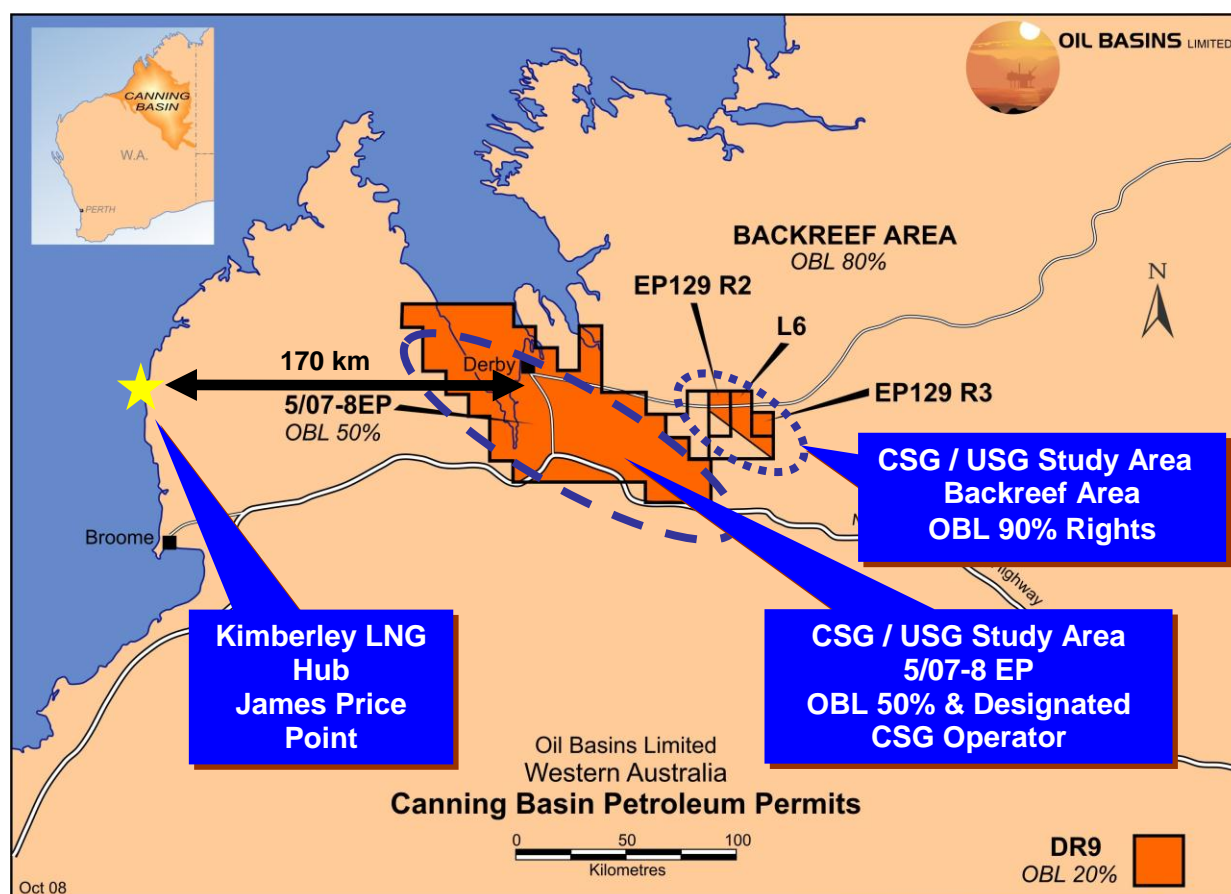 CANNING
BASIN
W.A.
PERTH
OIL BASINS LIMITED
BACKREEF AREA
OBL 80%
EP129 R2
L6
EP129 R3
N
170 km
Derby
5/07-8EP
OBL 50%
Broome
CSG / USG Study Area
Backreef Area
OBL 90% Rights
Highway
Kimberley LNG
Hub
James Price
Point
CSG / USG Study Area
5/07-8 EP
OBL 50% & Designated
CSG Operator
Oil Basins Limited
Western Australia
Canning Basin Petroleum Permits
0 50 100
Kilometres
DR9
OBL 20%
Oct 08